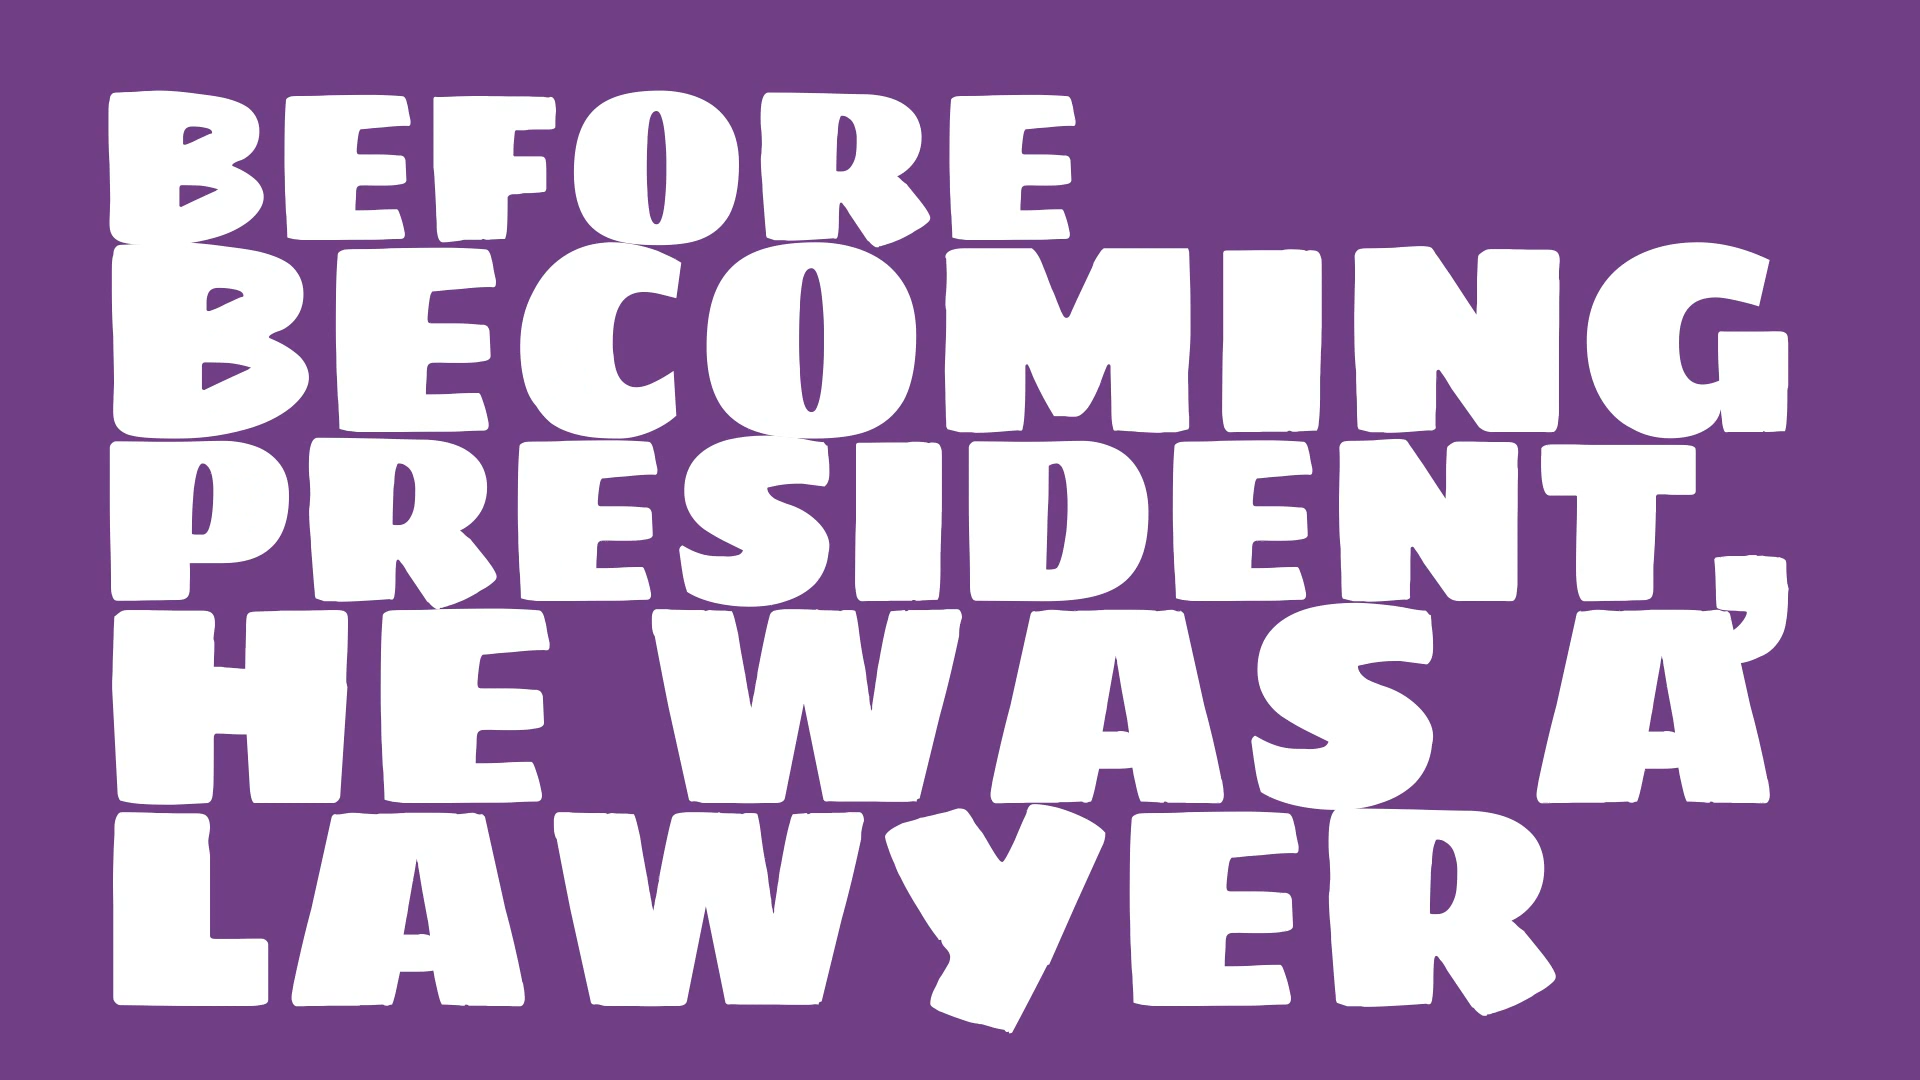 BEFORE
BECOMING
PRESIDENT,
HE WAS A
LAWYER